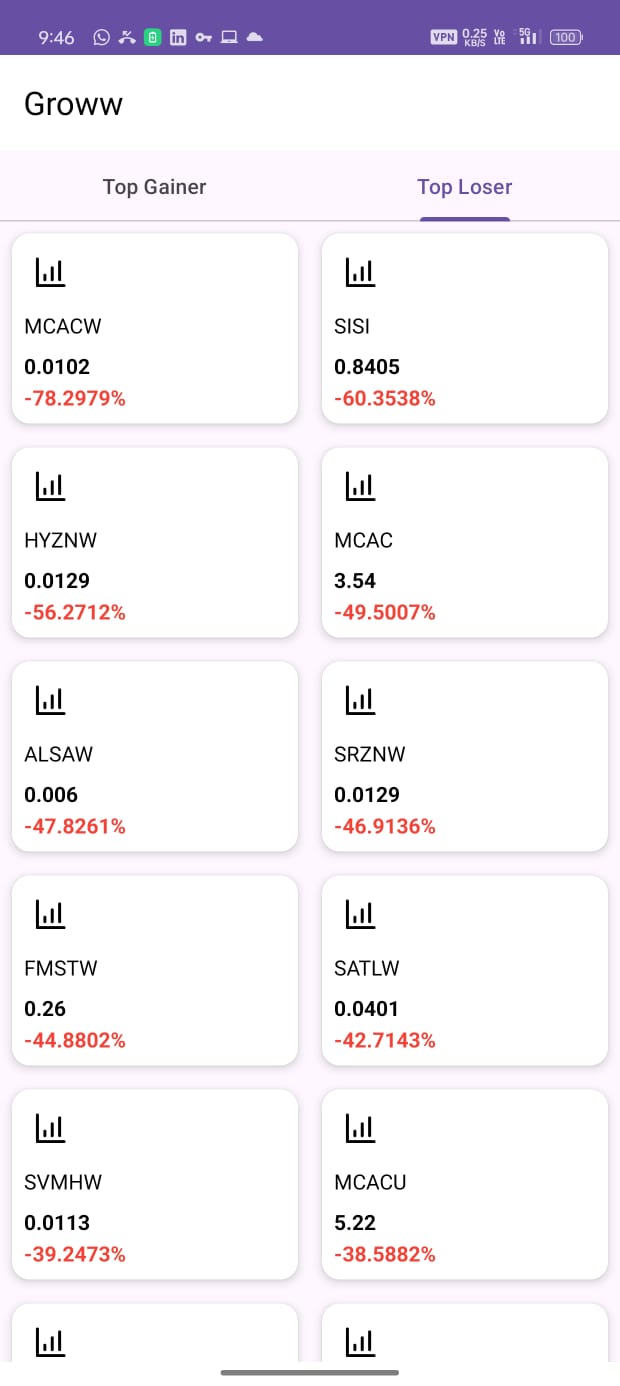 9:46 VPN 0.25 KB/S Vo LTE 5G 100
Groww
Top Gainer Top Loser
MCACW SISI
0.0102 0.8405
-78.2979% -60.3538%
HYZNW MCAC
0.0129 3.54
-56.2712% -49.5007%
ALSAW SRZNW
0.006 0.0129
-47.8261% -46.9136%
FMSTW SATLW
0.26 0.0401
-44.8802% -42.7143%
SVMHW MCACU
0.0113 5.22
-39.2473% -38.5882%